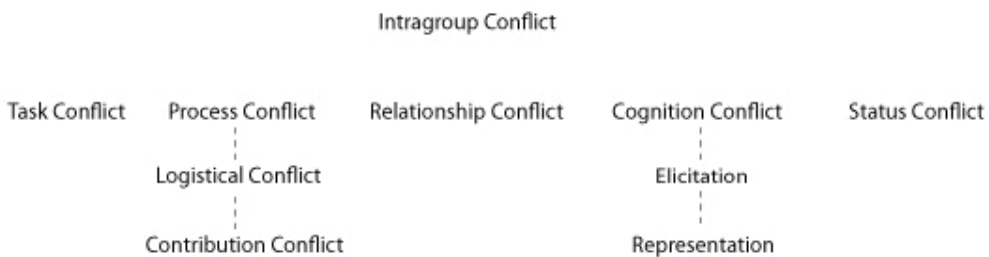 Intragroup Conflict
Task Conflict Process Conflict Relationship Conflict Cognition Conflict Status Conflict
Logistical Conflict Elicitation
Contribution Conflict Representation